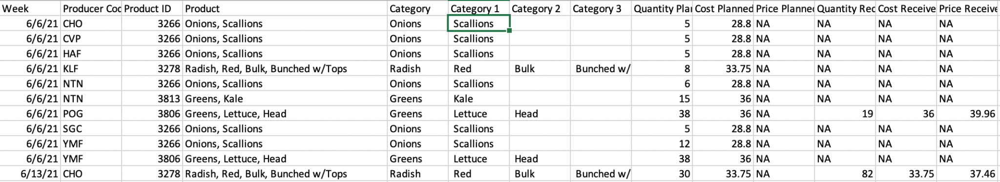 Week Producer Coc Product ID Product Category Category 1 Category 2 Category 3 Quantity Plar Cost Planned Price Planned Quantity Rec Cost Receive Price Receive
6/6/21 CHO 3266 Onions, Scallions Onions Scallions 5 28.8 NA NA NA NA
6/6/21 CVP 3266 Onions, Scallions Onions Scallions 5 28.8 NA NA NA NA
6/6/21 HAF 3266 Onions, Scallions Onions Scallions 5 28.8 NA NA NA NA
6/6/21 KLF 3278 Radish, Red, Bulk, Bunched w/Tops Radish Red Bulk Bunched w/ 8 33.75 NA NA NA NA
6/6/21 NTN 3266 Onions, Scallions Onions Scallions 6 28.8 NA NA NA NA
6/6/21 NTN 3813 Greens, Kale Greens Kale 15 36 NA NA NA NA
6/6/21 POG 3806 Greens, Lettuce, Head Greens Lettuce Head 38 36 NA 19 36 39.96
6/6/21 SGC 3266 Onions, Scallions Onions Scallions 5 28.8 NA NA NA NA
6/6/21 YMF 3266 Onions, Scallions Onions Scallions 12 28.8 NA NA NA NA
6/6/21 YMF 3806 Greens, Lettuce, Head Greens Lettuce Head 38 36 NA NA NA NA
6/13/21 CHO 3278 Radish, Red, Bulk, Bunched w/Tops Radish Red Bulk Bunched w/ 30 33.75 NA 82 33.75 37.46